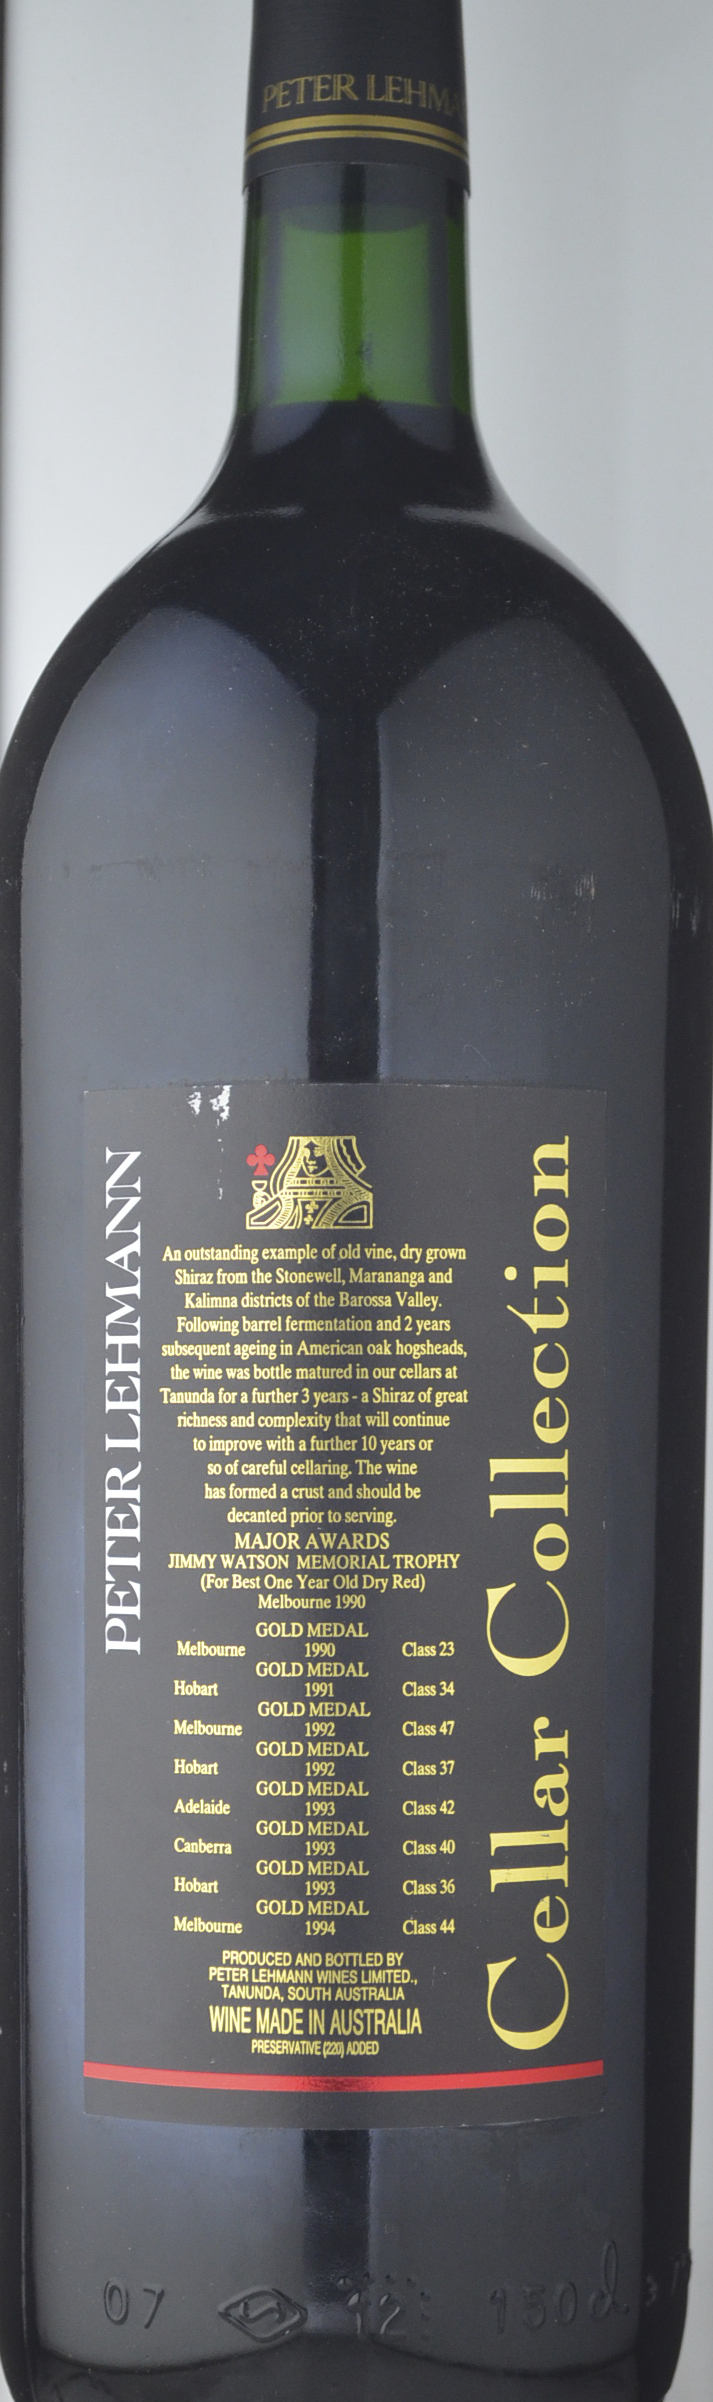 PETER LEHMA
PETER LEHMANN
Cellar Collection
An outstanding example of old vine, dry grown
Shiraz from the Stonewell, Marananga and
Kalimna districts of the Barossa Valley.
Following barrel fermentation and 2 years
subsequent ageing in American oak hogsheads,
the wine was bottle matured in our cellars at
Tanunda for a further 3 years - a Shiraz of great
richness and complexity that will continue
to improve with a further 10 years or
so of careful cellaring. The wine
has formed a crust and should be
decanted prior to serving.
MAJOR AWARDS
JIMMY WATSON MEMORIAL TROPHY
(For Best One Year Old Dry Red)
Melbourne 1990
GOLD MEDAL
Melbourne 1990 Class 23
GOLD MEDAL
Hobart 1991 Class 34
GOLD MEDAL
Melbourne 1992 Class 47
GOLD MEDAL
Hobart 1992 Class 37
GOLD MEDAL
Adelaide 1993 Class 42
GOLD MEDAL
Canberra 1993 Class 40
GOLD MEDAL
Hobart 1993 Class 36
GOLD MEDAL
Melbourne 1994 Class 44
PRODUCED AND BOTTLED BY
PETER LEHMANN WINES LIMITED.,
TANUNDA, SOUTH AUSTRALIA
WINE MADE IN AUSTRALIA
PRESERVATIVE (220) ADDED
07 12 150cl